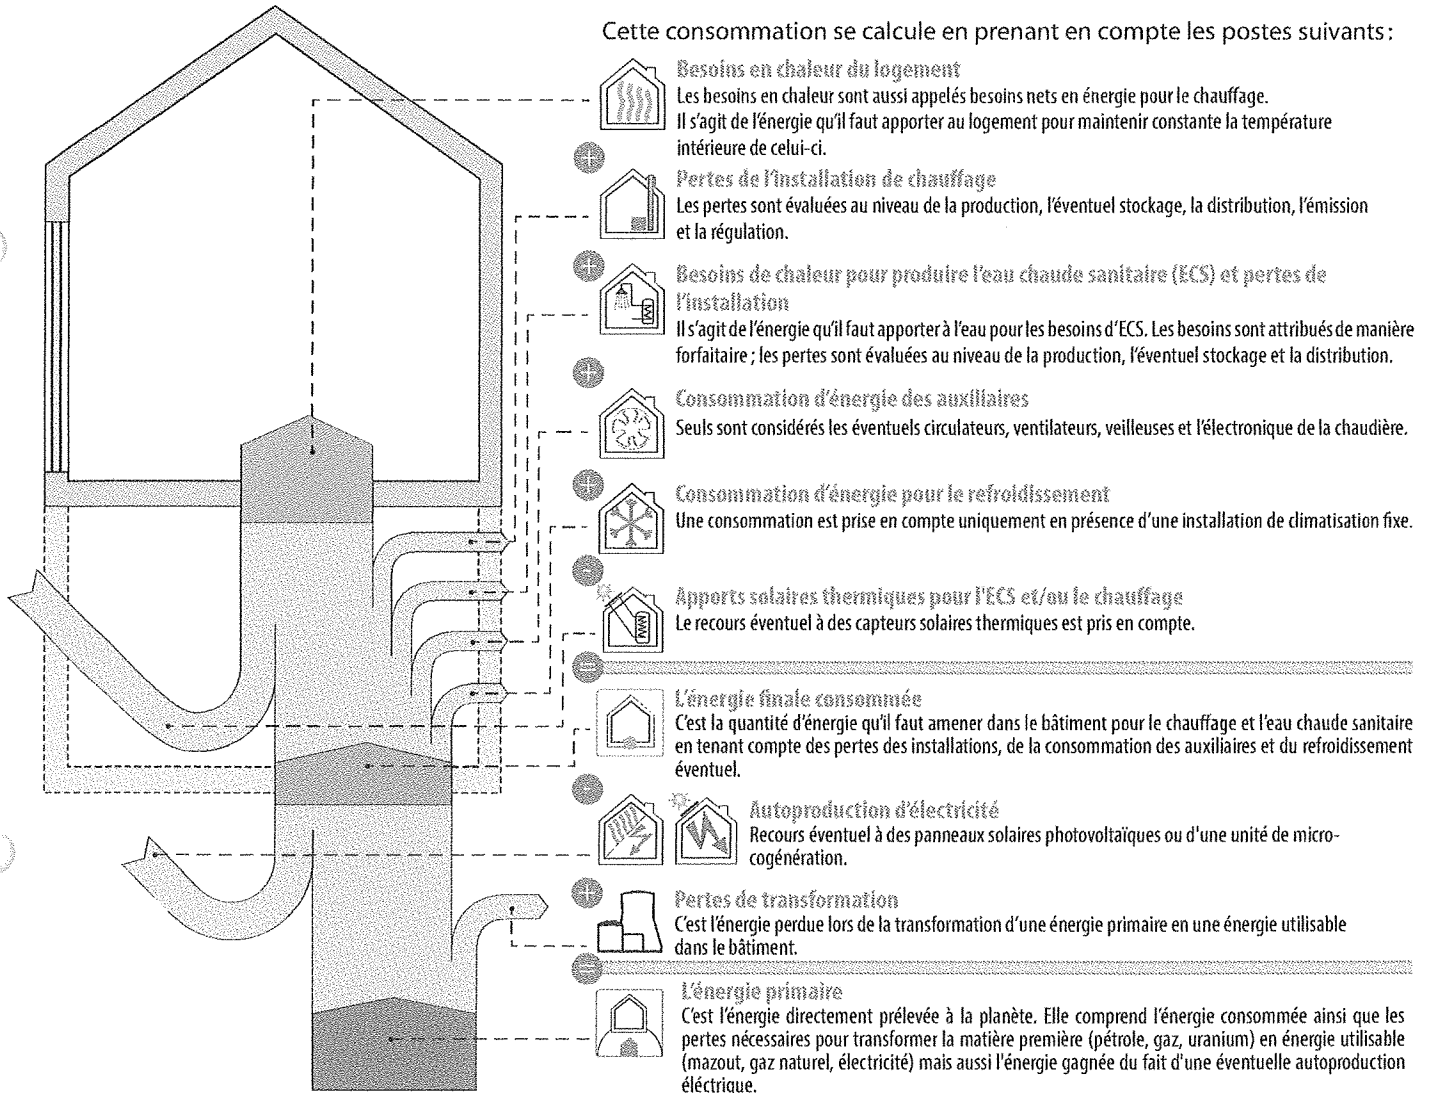 Cette consommation se calcule en prenant en compte les postes suivants :
Besoins en chaleur du logement
Les besoins en chaleur sont aussi appelés besoins nets en énergie pour le chauffage.
Il s'agit de l'énergie qu'il faut apporter au logement pour maintenir constante la température
intérieure de celui-ci.
+
Pertes de l'installation de chauffage
Les pertes sont évaluées au niveau de la production, l'éventuel stockage, la distribution, l'émission
et la régulation.
+
Besoins de chaleur pour produire l'eau chaude sanitaire (ECS) et pertes de
l'installation
Il s'agit de l'énergie qu'il faut apporter à l'eau pour les besoins d'ECS. Les besoins sont attribués de manière
forfaitaire ; les pertes sont évaluées au niveau de la production, l'éventuel stockage et la distribution.
+
Consommation d'énergie des auxiliaires
Seuls sont considérés les éventuels circulateurs, ventilateurs, veilleuses et l'électronique de la chaudière.
+
Consommation d'énergie pour le refroidissement
Une consommation est prise en compte uniquement en présence d'une installation de climatisation fixe.
-
Apports solaires thermiques pour l'ECS et/ou le chauffage
Le recours éventuel à des capteurs solaires thermiques est pris en compte.
=
L'énergie finale consommée
C'est la quantité d'énergie qu'il faut amener dans le bâtiment pour le chauffage et l'eau chaude sanitaire
en tenant compte des pertes des installations, de la consommation des auxiliaires et du refroidissement
éventuel.
-
Autoproduction d'électricité
Recours éventuel à des panneaux solaires photovoltaïques ou d'une unité de micro-
cogénération.
+
Pertes de transformation
C'est l'énergie perdue lors de la transformation d'une énergie primaire en une énergie utilisable
dans le bâtiment.
=
L'énergie primaire
C'est l'énergie directement prélevée à la planète. Elle comprend l'énergie consommée ainsi que les
pertes nécessaires pour transformer la matière première (pétrole, gaz, uranium) en énergie utilisable
(mazout, gaz naturel, électricité) mais aussi l'énergie gagnée du fait d'une éventuelle autoproduction
éléctrique.